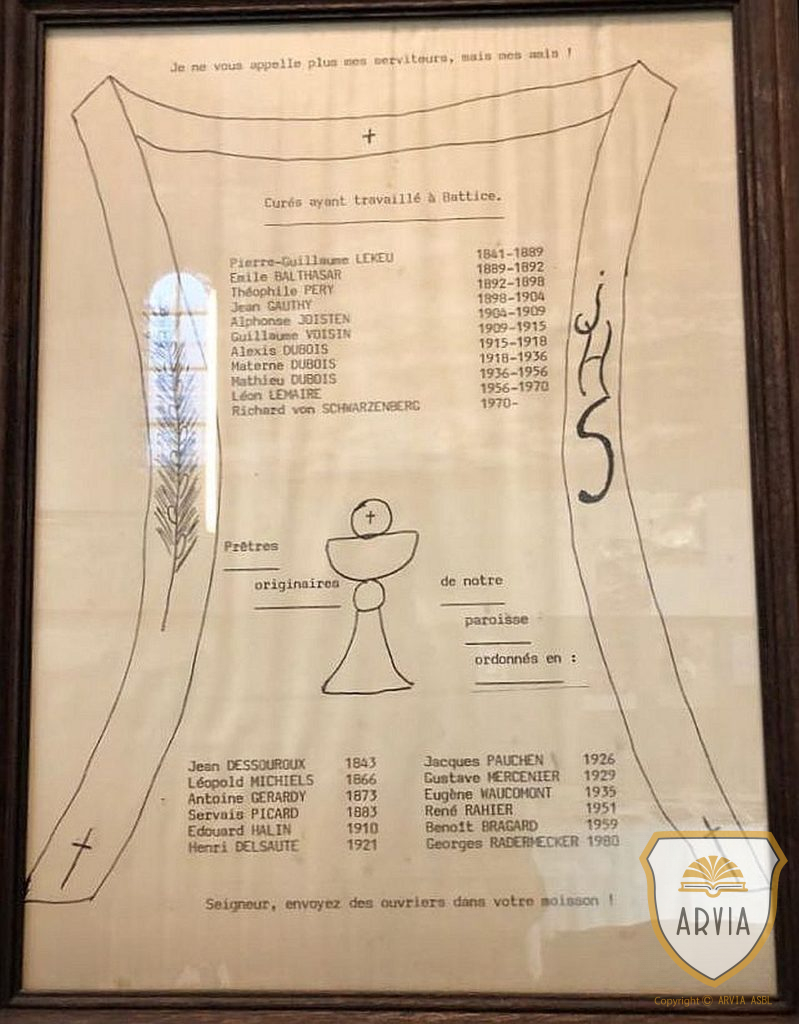 Je ne vous appelle plus mes serviteurs, mais mes amis !
Curés ayant travaillé à Battice.
Pierre-Guillaume LEKEU 1841-1889
Emile BALTHASAR 1889-1892
Théophile PERY 1892-1898
Jean GAUTHY 1898-1904
Alphonse JOISTEN 1904-1909
Guillaume VOISIN 1909-1915
Alexis DUBOIS 1915-1918
Materne DUBOIS 1918-1936
Mathieu DUBOIS 1936-1956
Léon LEMAIRE 1956-1970
Richard von SCHWARZENBERG 1970-
jHS
Prêtres
originaires de notre
paroisse
ordonnés en :
Jean DESSOUROUX 1843 Jacques PAUCHEN 1926
Léopold MICHIELS 1866 Gustave MERCENIER 1929
Antoine GERARDY 1873 Eugène WAUCOMONT 1935
Servais PICARD 1883 René RAHIER 1951
Edouard HALIN 1910 Benoît BRAGARD 1959
Henri DELSAUTE 1921 Georges RADERMECKER 1980
Seigneur, envoyez des ouvriers dans votre moisson !
ARVIA
Copyright © ARVIA ASBL